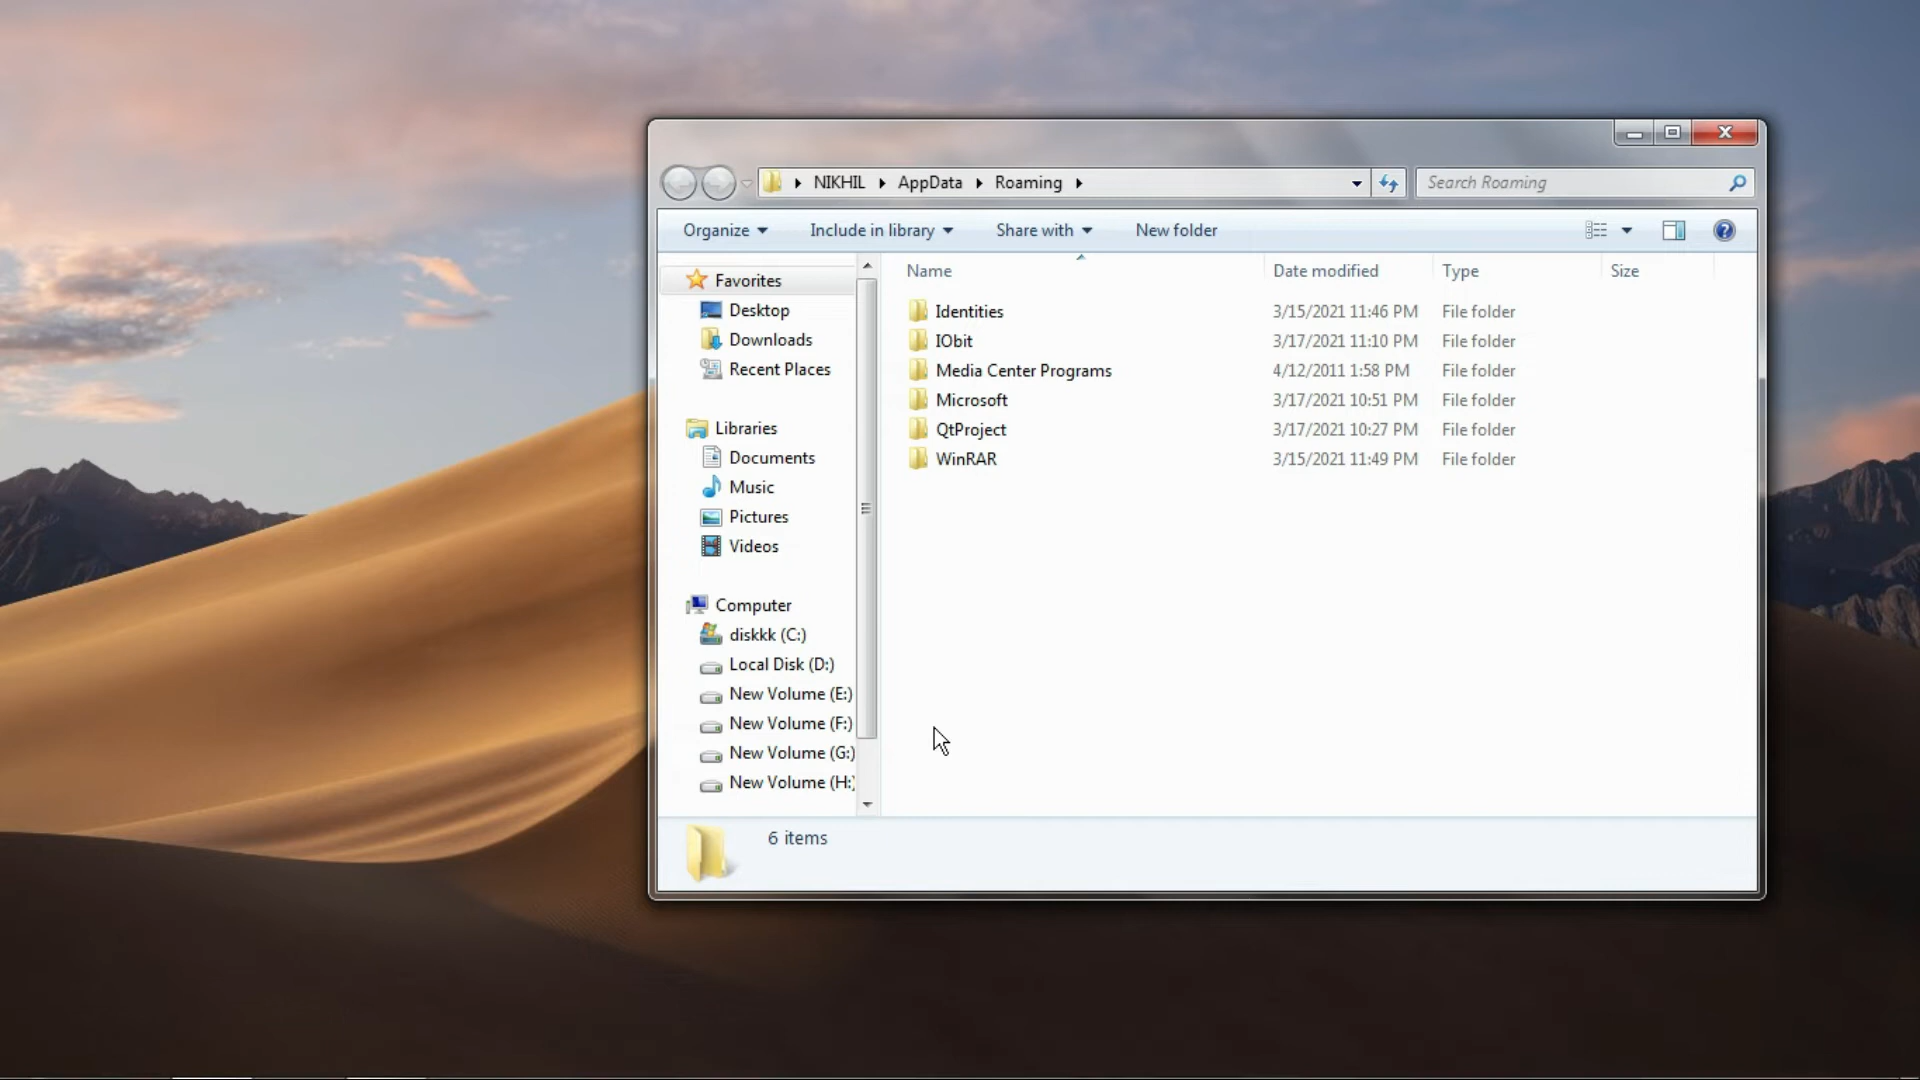 NIKHIL AppData Roaming
Search Roaming
Organize Include in library Share with New folder
Favorites
Desktop
Downloads
Recent Places
Libraries
Documents
Music
Pictures
Videos
Computer
diskkk (C:)
Local Disk (D:)
New Volume (E:)
New Volume (F:)
New Volume (G:)
New Volume (H:)
Name Date modified Type Size
Identities 3/15/2021 11:46 PM File folder
IObit 3/17/2021 11:10 PM File folder
Media Center Programs 4/12/2011 1:58 PM File folder
Microsoft 3/17/2021 10:51 PM File folder
QtProject 3/17/2021 10:27 PM File folder
WinRAR 3/15/2021 11:49 PM File folder
6 items